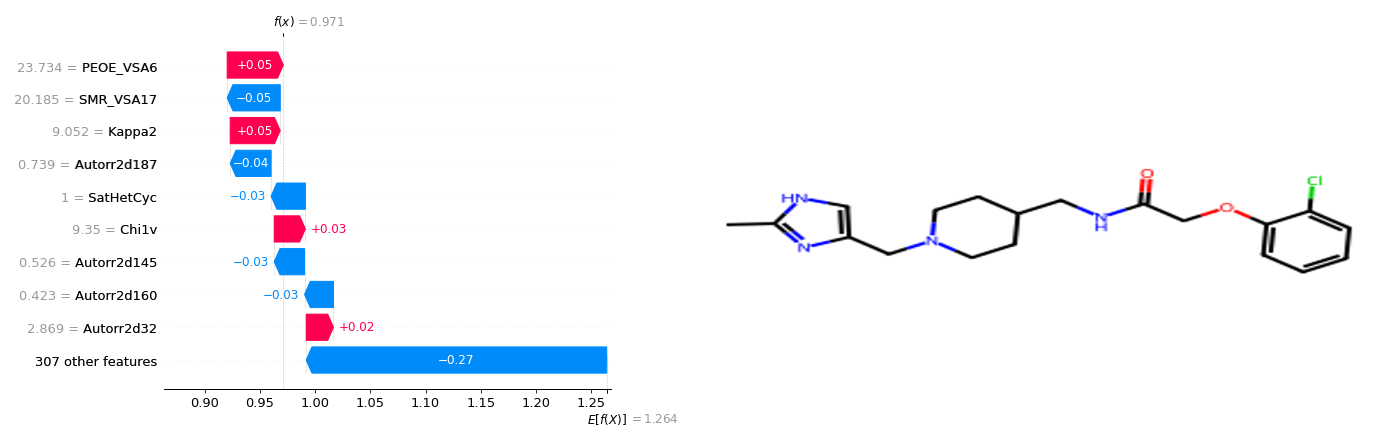 f(x) = 0.971
23.734 = PEOE_VSA6
+0.05
20.185 = SMR_VSA17
−0.05
9.052 = Kappa2
+0.05
0.739 = Autorr2d187
−0.04
1 = SatHetCyc
−0.03
9.35 = Chi1v
+0.03
0.526 = Autorr2d145
−0.03
0.423 = Autorr2d160
−0.03
2.869 = Autorr2d32
+0.02
307 other features
−0.27
0.90 0.95 1.00 1.05 1.10 1.15 1.20 1.25
E[f(X)] = 1.264
O
Cl
HN
O
N
H
N
N